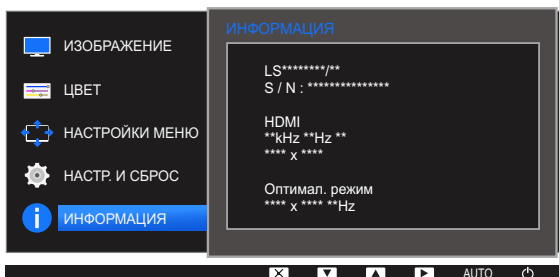 ИЗОБРАЖЕНИЕ
ЦВЕТ
НАСТРОЙКИ МЕНЮ
НАСТР. И СБРОС
ИНФОРМАЦИЯ
ИНФОРМАЦИЯ
LS********/**
S / N : ***************
HDMI
**kHz **Hz **
**** x ****
Оптимал. режим
**** x **** **Hz
AUTO